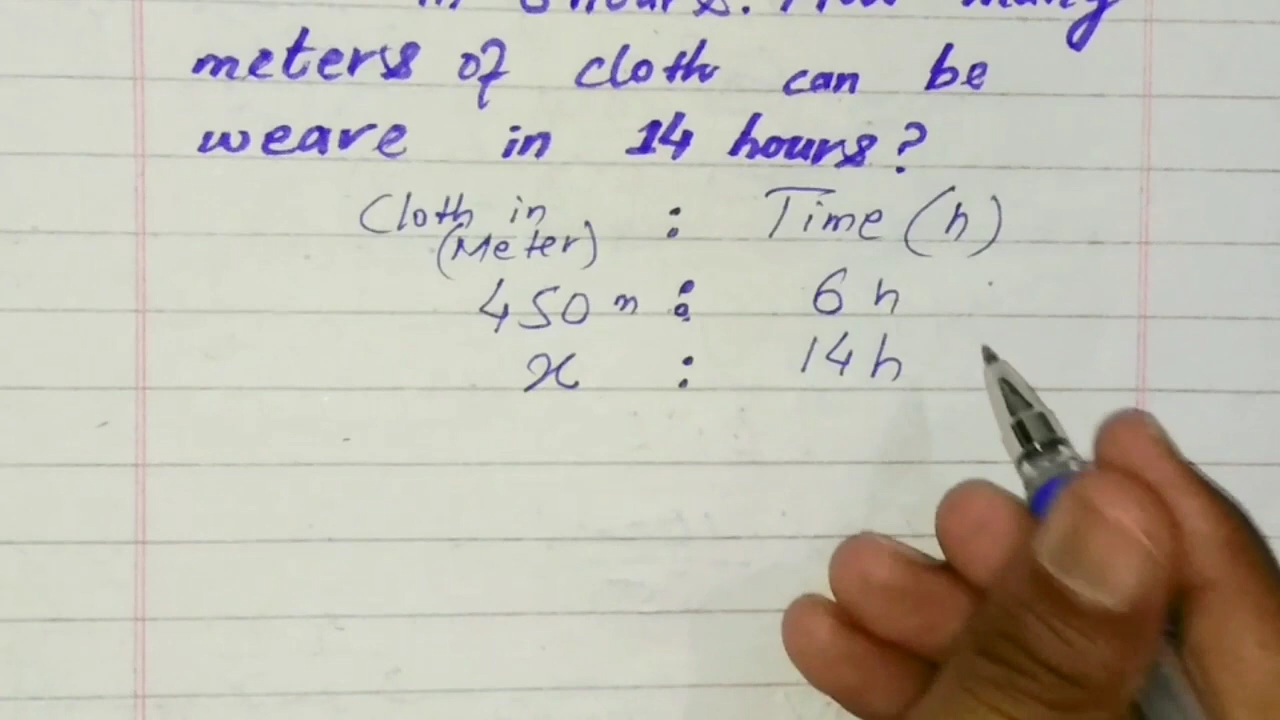 meters of cloth can be
weare in 14 hours?
Cloth in : Time (h)
(Meter)
450 m : 6 h
x : 14 h